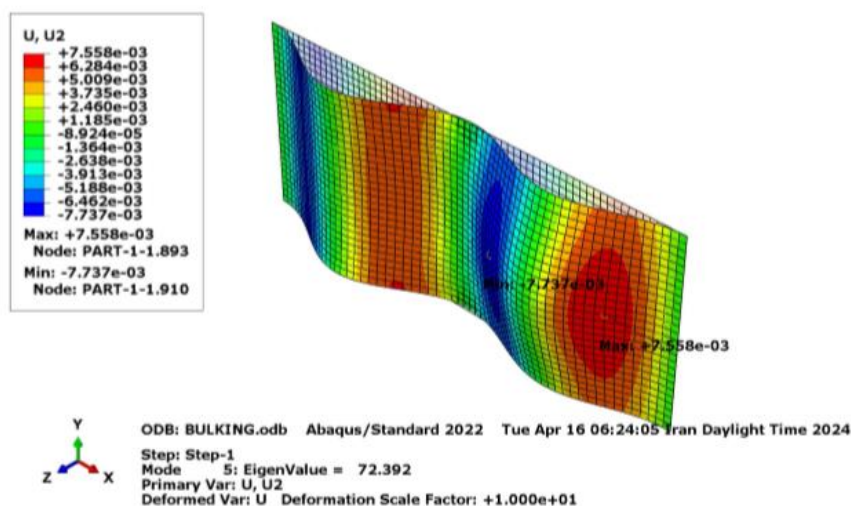 U, U2
+7.558e-03
+6.284e-03
+5.009e-03
+3.735e-03
+2.460e-03
+1.185e-03
-8.924e-05
-1.364e-03
-2.638e-03
-3.913e-03
-5.188e-03
-6.462e-03
-7.737e-03
Max: +7.558e-03
Node: PART-1-1.893
Min: -7.737e-03
Node: PART-1-1.910
Min: -7.737e-03
Max: +7.558e-03
Y
Z
X
ODB: BULKING.odb Abaqus/Standard 2022 Tue Apr 16 06:24:05 Iran Daylight Time 2024
Step: Step-1
Mode 5: EigenValue = 72.392
Primary Var: U, U2
Deformed Var: U Deformation Scale Factor: +1.000e+01